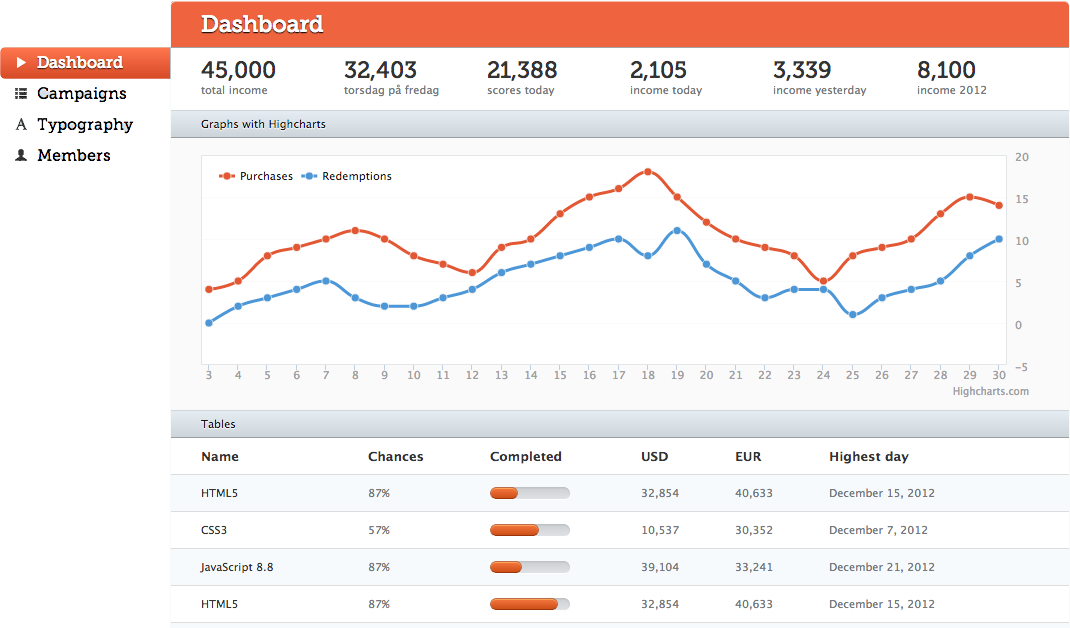 Dashboard
Dashboard
Campaigns
Typography
Members
45,000 32,403 21,388 2,105 3,339 8,100
total income torsdag på fredag scores today income today income yesterday income 2012
Graphs with Highcharts
Purchases Redemptions
20
15
10
5
0
-5
3 4 5 6 7 8 9 10 11 12 13 14 15 16 17 18 19 20 21 22 23 24 25 26 27 28 29 30
Highcharts.com
Tables
Name Chances Completed USD EUR Highest day
HTML5 87% 32,854 40,633 December 15, 2012
CSS3 57% 10,537 30,352 December 7, 2012
JavaScript 8.8 87% 39,104 33,241 December 21, 2012
HTML5 87% 32,854 40,633 December 15, 2012